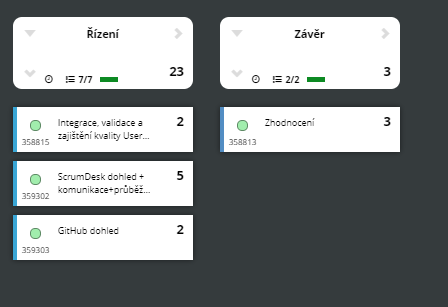 Řízení
7/7
23
Integrace, validace a
zajištění kvality User...
2
358815
ScrumDesk dohled +
komunikace+průběž...
5
359302
GitHub dohled
2
359303
Závěr
2/2
3
Zhodnocení
3
358813